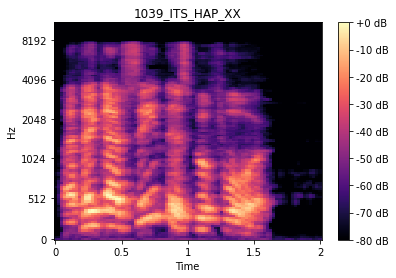 1039_ITS_HAP_XX
8192
4096
2048
1024
512
0
Hz
0
0.5
1
1.5
2
Time
+0 dB
-10 dB
-20 dB
-30 dB
-40 dB
-50 dB
-60 dB
-70 dB
-80 dB